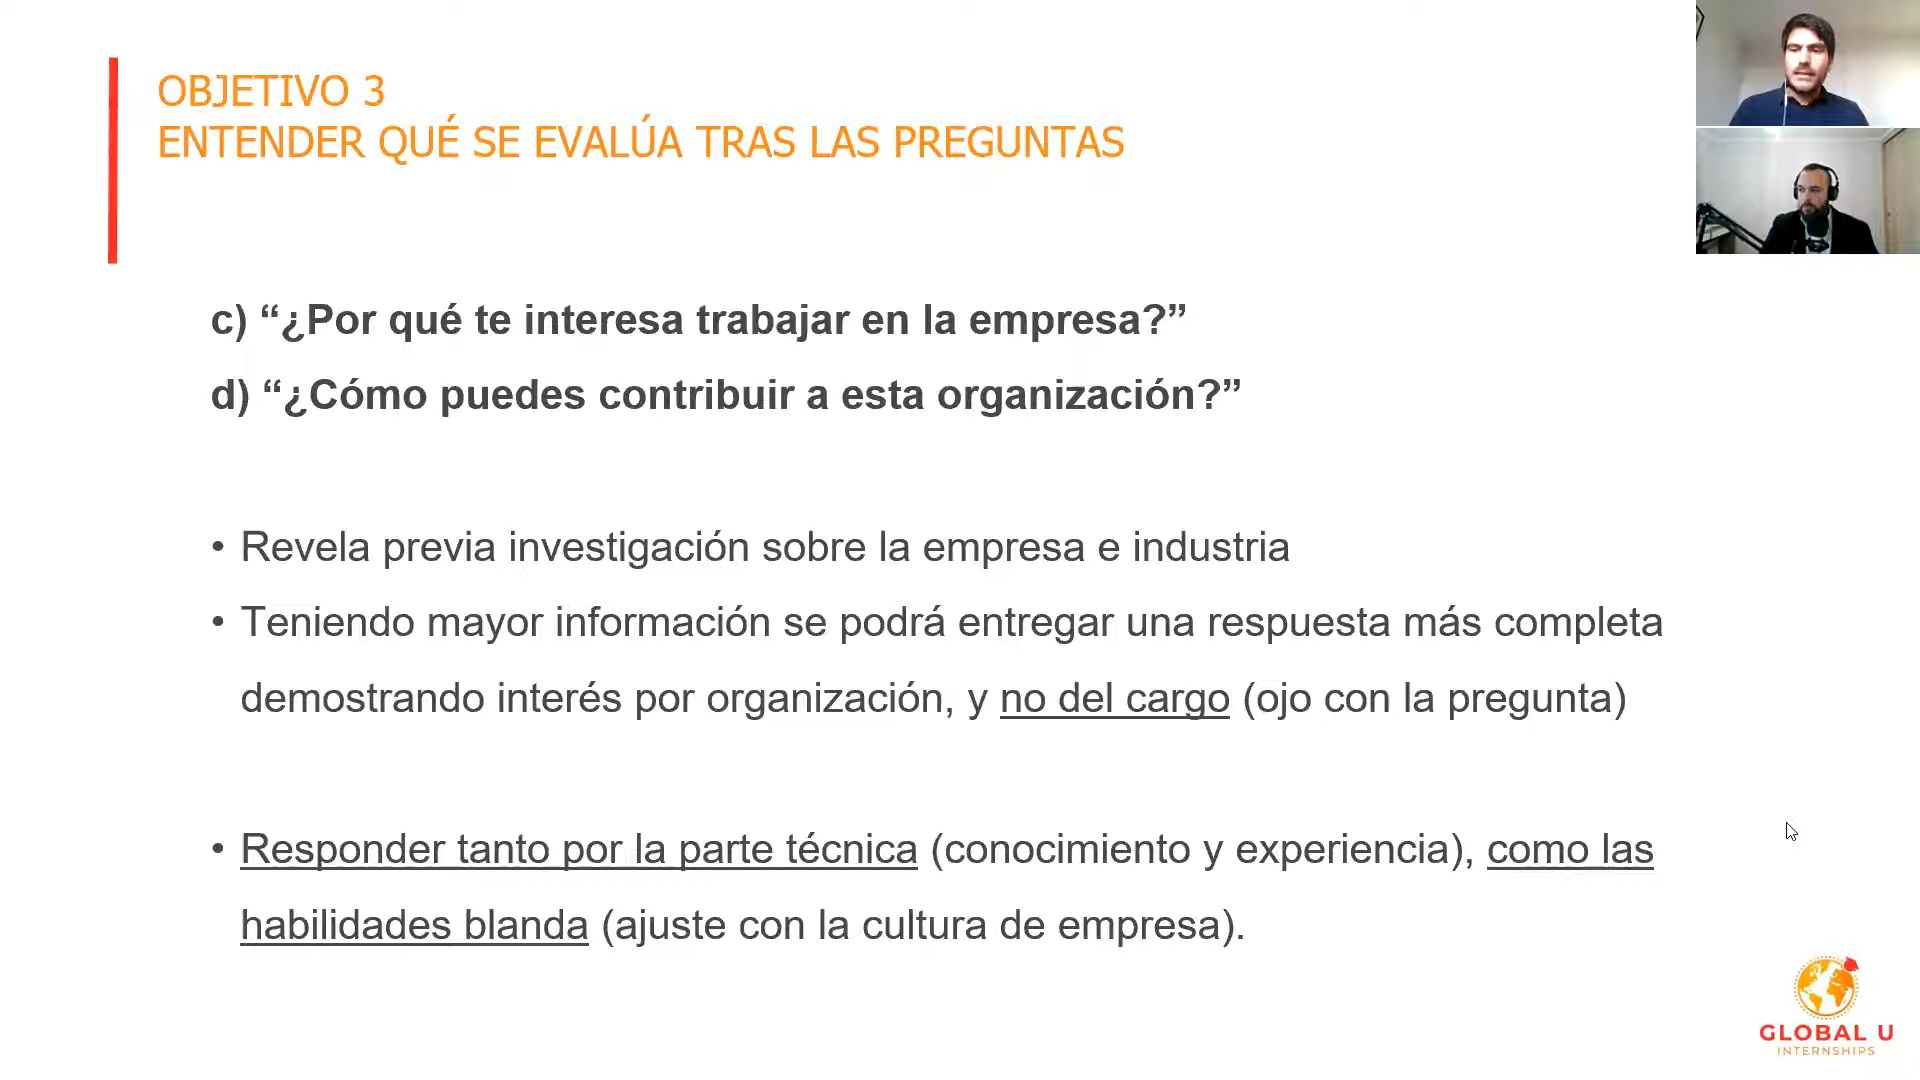 OBJETIVO 3
ENTENDER QUÉ SE EVALÚA TRAS LAS PREGUNTAS
c) “¿Por qué te interesa trabajar en la empresa?”
d) “¿Cómo puedes contribuir a esta organización?”
• Revela previa investigación sobre la empresa e industria
• Teniendo mayor información se podrá entregar una respuesta más completa
demostrando interés por organización, y no del cargo (ojo con la pregunta)
• Responder tanto por la parte técnica (conocimiento y experiencia), como las
habilidades blanda (ajuste con la cultura de empresa).
GLOBAL U
INTERNSHIPS